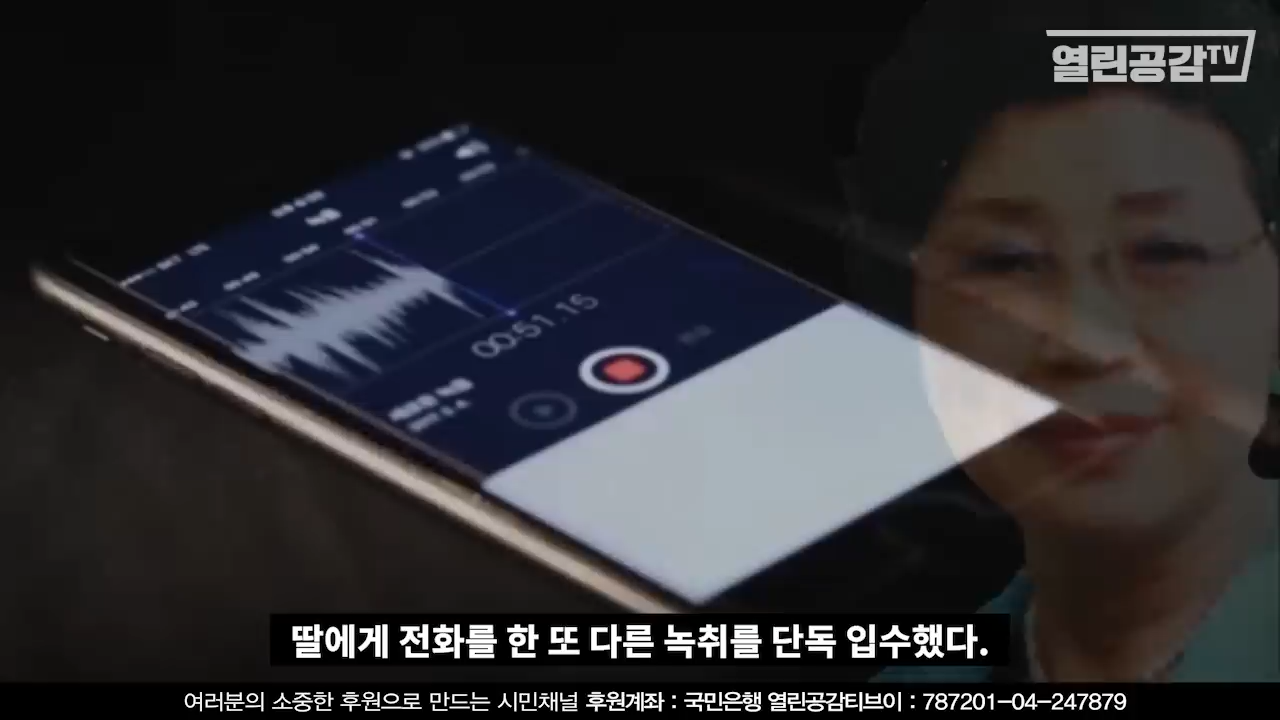 열린공감TV
00:51.15
딸에게 전화를 한 또 다른 녹취를 단독 입수했다.
여러분의 소중한 후원으로 만드는 시민채널 후원계좌 : 국민은행 열린공감티브이 : 787201-04-247879